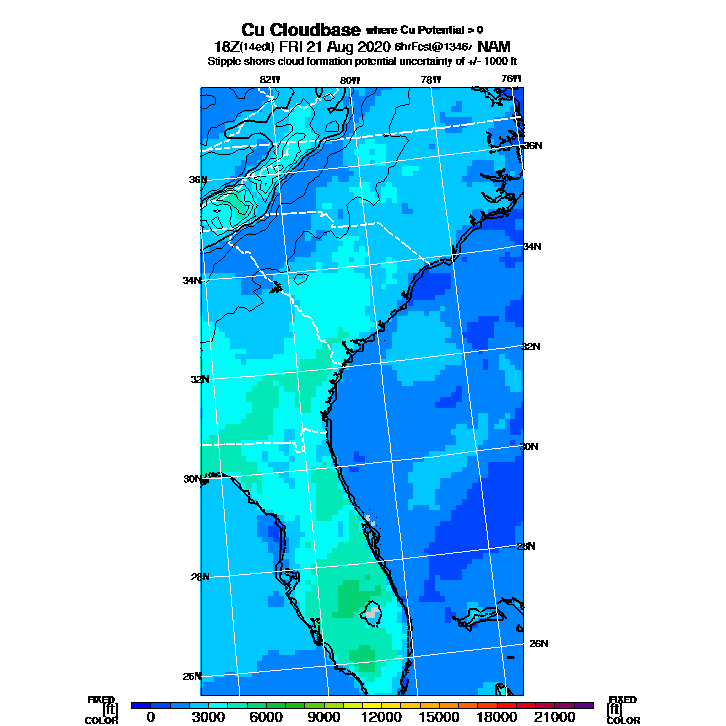 Cu Cloudbase where Cu Potential > 0
18Z(14edt) FRI 21 Aug 2020 6hrFcst@1346z NAM
Stipple shows cloud formation potential uncertainty of +/- 1000 ft
82W 80W 78W 76W
36N
36N
34N
34N
32N
32N
30N
30N
28N
28N
26N
26N
FIXED FIXED
[ft] [ft]
COLOR COLOR
0 3000 6000 9000 12000 15000 18000 21000